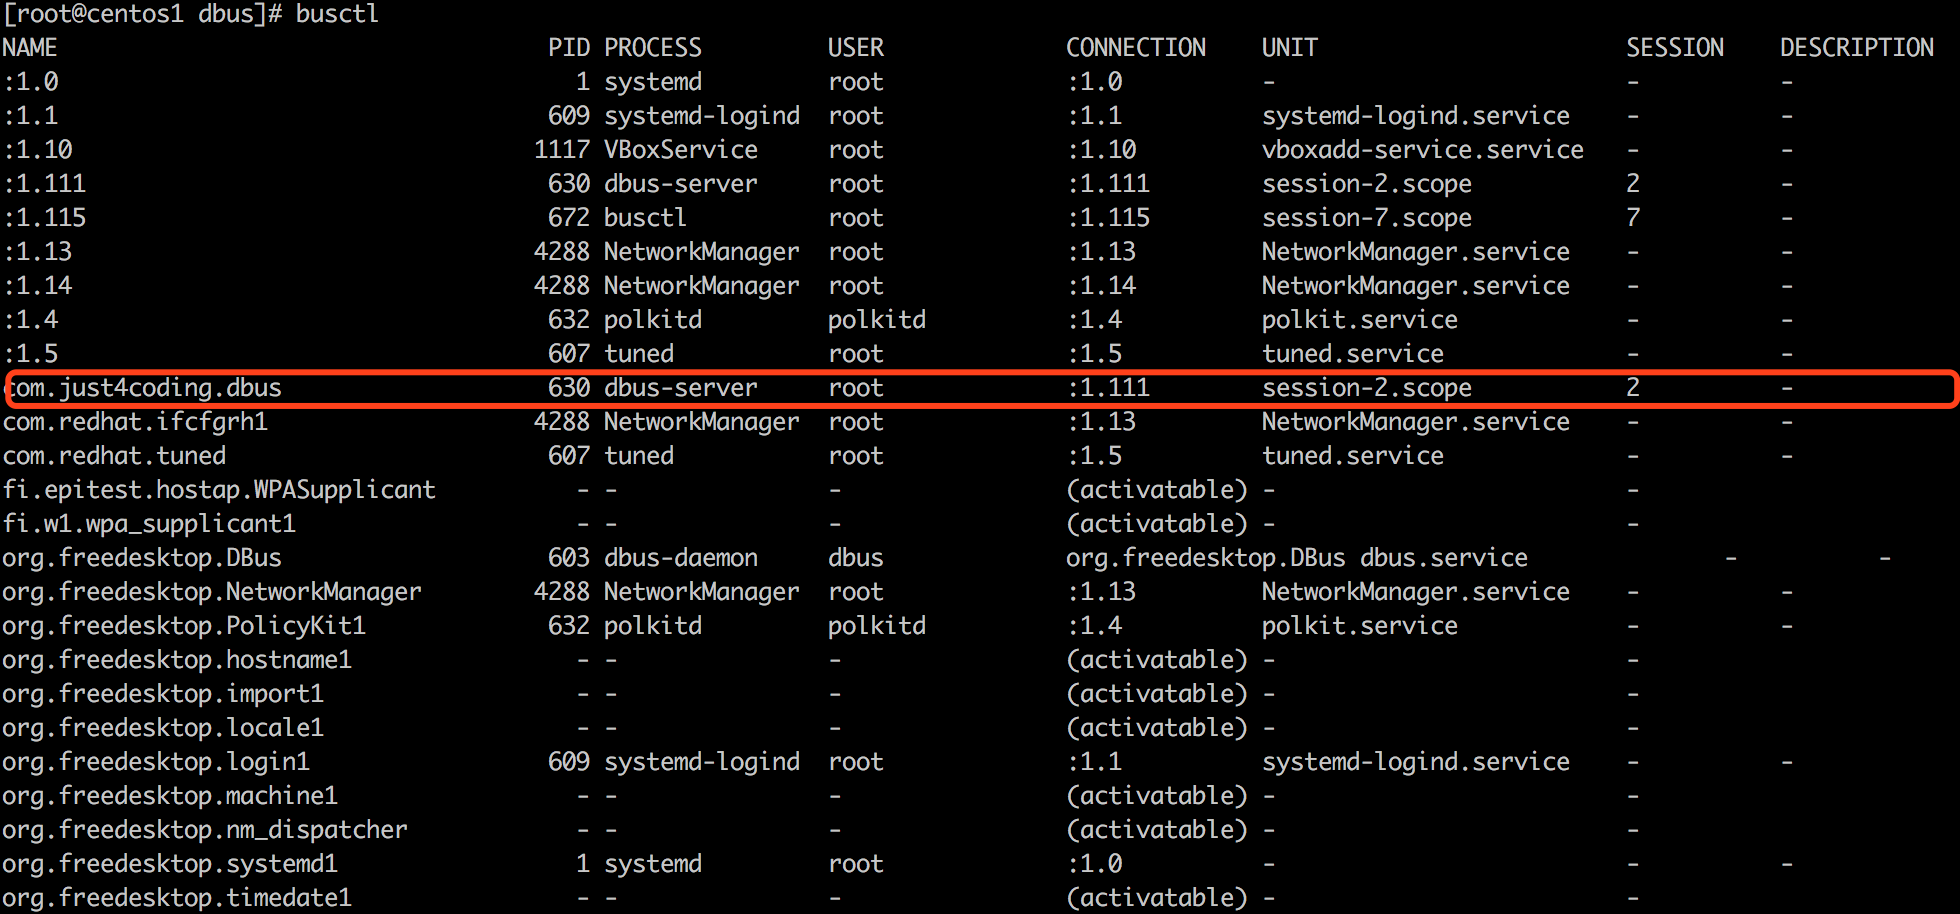 [root@centos1 dbus]# busctl
NAME PID PROCESS USER CONNECTION UNIT SESSION DESCRIPTION
:1.0 1 systemd root :1.0 - - -
:1.1 609 systemd-logind root :1.1 systemd-logind.service - -
:1.10 1117 VBoxService root :1.10 vboxadd-service.service - -
:1.111 630 dbus-server root :1.111 session-2.scope 2 -
:1.115 672 busctl root :1.115 session-7.scope 7 -
:1.13 4288 NetworkManager root :1.13 NetworkManager.service - -
:1.14 4288 NetworkManager root :1.14 NetworkManager.service - -
:1.4 632 polkitd polkitd :1.4 polkit.service - -
:1.5 607 tuned root :1.5 tuned.service - -
com.just4coding.dbus 630 dbus-server root :1.111 session-2.scope 2 -
com.redhat.ifcfgrh1 4288 NetworkManager root :1.13 NetworkManager.service - -
com.redhat.tuned 607 tuned root :1.5 tuned.service - -
fi.epitest.hostap.WPASupplicant - - - (activatable) - -
fi.w1.wpa_supplicant1 - - - (activatable) - -
org.freedesktop.DBus 603 dbus-daemon dbus org.freedesktop.DBus dbus.service - -
org.freedesktop.NetworkManager 4288 NetworkManager root :1.13 NetworkManager.service - -
org.freedesktop.PolicyKit1 632 polkitd polkitd :1.4 polkit.service - -
org.freedesktop.hostname1 - - - (activatable) - -
org.freedesktop.import1 - - - (activatable) - -
org.freedesktop.locale1 - - - (activatable) - -
org.freedesktop.login1 609 systemd-logind root :1.1 systemd-logind.service - -
org.freedesktop.machine1 - - - (activatable) - -
org.freedesktop.nm_dispatcher - - - (activatable) - -
org.freedesktop.systemd1 1 systemd root :1.0 - - -
org.freedesktop.timedate1 - - - (activatable) - -